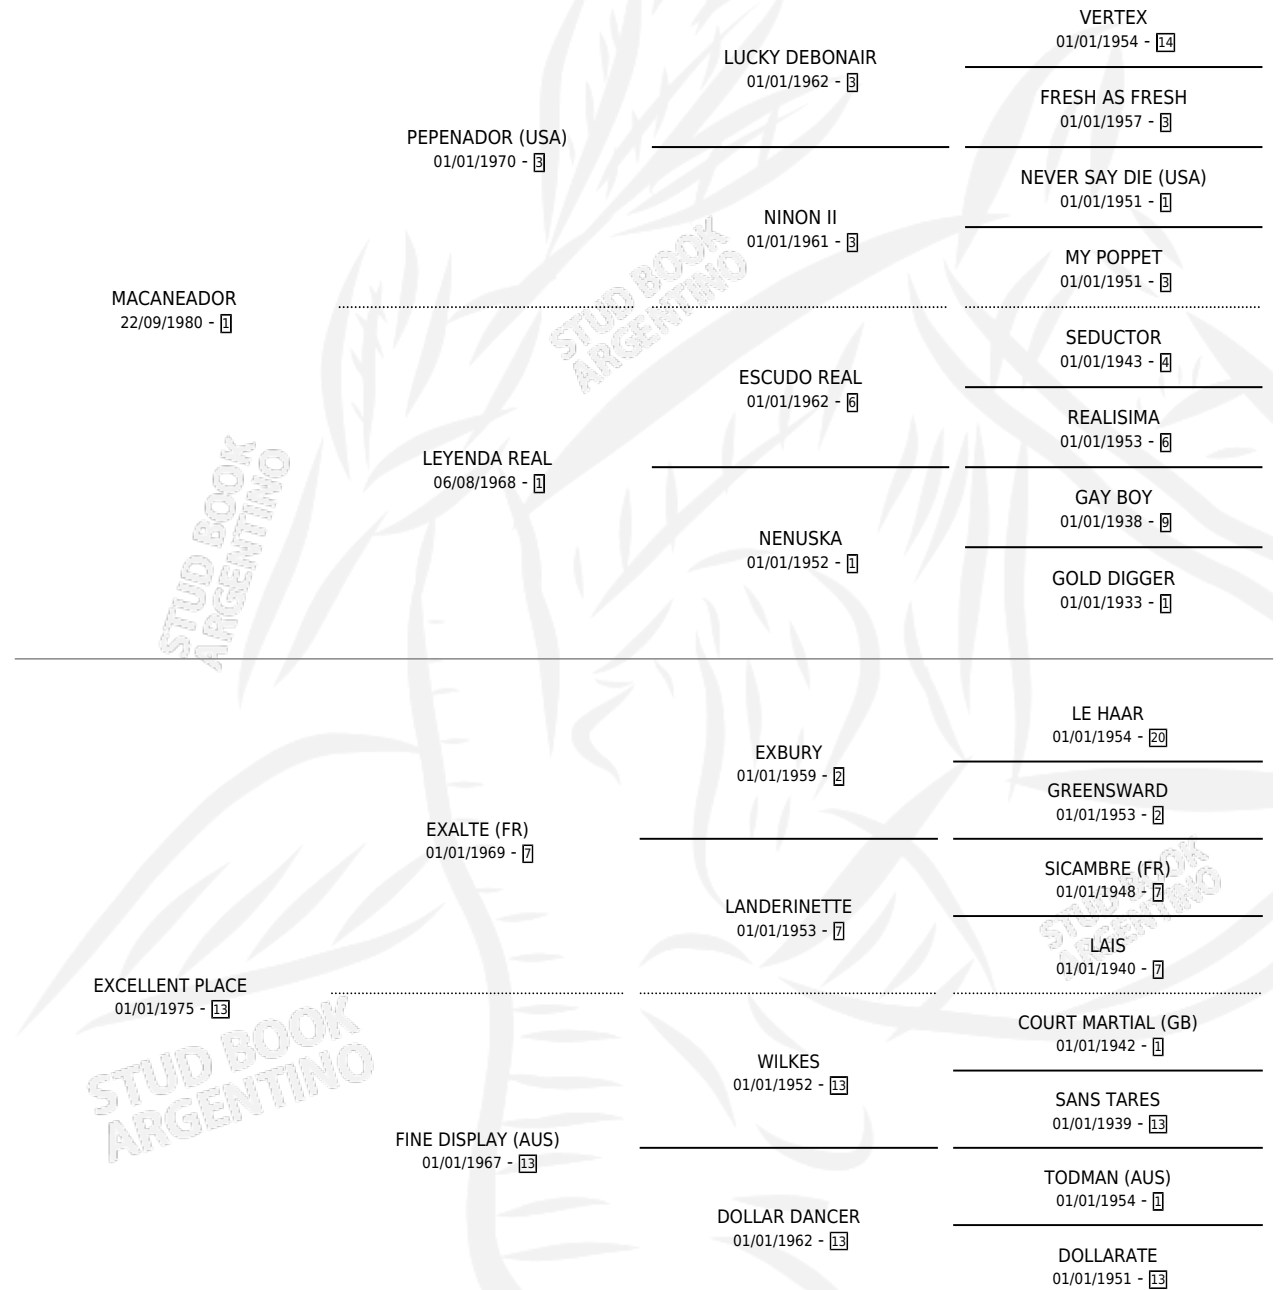 VERTEX
01/01/1954 - 14
LUCKY DEBONAIR
01/01/1962 - 3
FRESH AS FRESH
01/01/1957 - 3
PEPENADOR (USA)
01/01/1970 - 3
NEVER SAY DIE (USA)
01/01/1951 - 1
NINON II
01/01/1961 - 3
MY POPPET
01/01/1951 - 3
MACANEADOR
22/09/1980 - 1
STUD BOOK
ARGENTINO
SEDUCTOR
01/01/1943 - 4
ESCUDO REAL
01/01/1962 - 6
REALISIMA
01/01/1953 - 6
LEYENDA REAL
06/08/1968 - 1
GAY BOY
01/01/1938 - 9
NENUSKA
01/01/1952 - 1
GOLD DIGGER
01/01/1933 - 1
STUD BOOK
ARGENTINO
LE HAAR
01/01/1954 - 20
EXBURY
01/01/1959 - 2
GREENSWARD
01/01/1953 - 2
EXALTE (FR)
01/01/1969 - 7
SICAMBRE (FR)
01/01/1948 - 7
LANDERINETTE
01/01/1953 - 7
STUD BOOK
ARGENTINO
LAIS
01/01/1940 - 7
EXCELLENT PLACE
01/01/1975 - 13
STUD BOOK
ARGENTINO
COURT MARTIAL (GB)
01/01/1942 - 1
WILKES
01/01/1952 - 13
SANS TARES
01/01/1939 - 13
FINE DISPLAY (AUS)
01/01/1967 - 13
TODMAN (AUS)
01/01/1954 - 1
DOLLAR DANCER
01/01/1962 - 13
DOLLARATE
01/01/1951 - 13